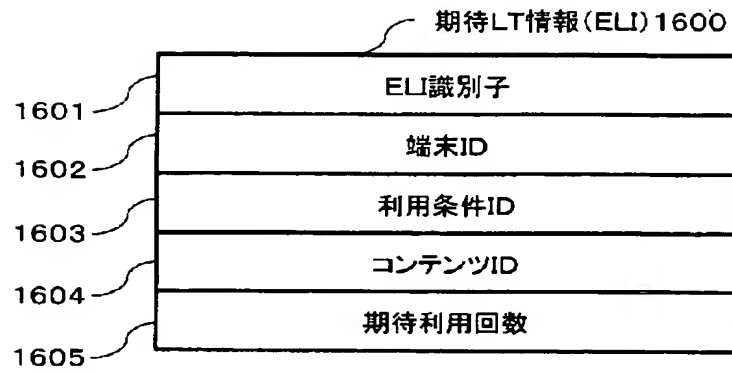 期待LT情報(ELI)1600
ELI識別子
1601
端末ID
1602
利用条件ID
1603
コンテンツID
1604
期待利用回数
1605